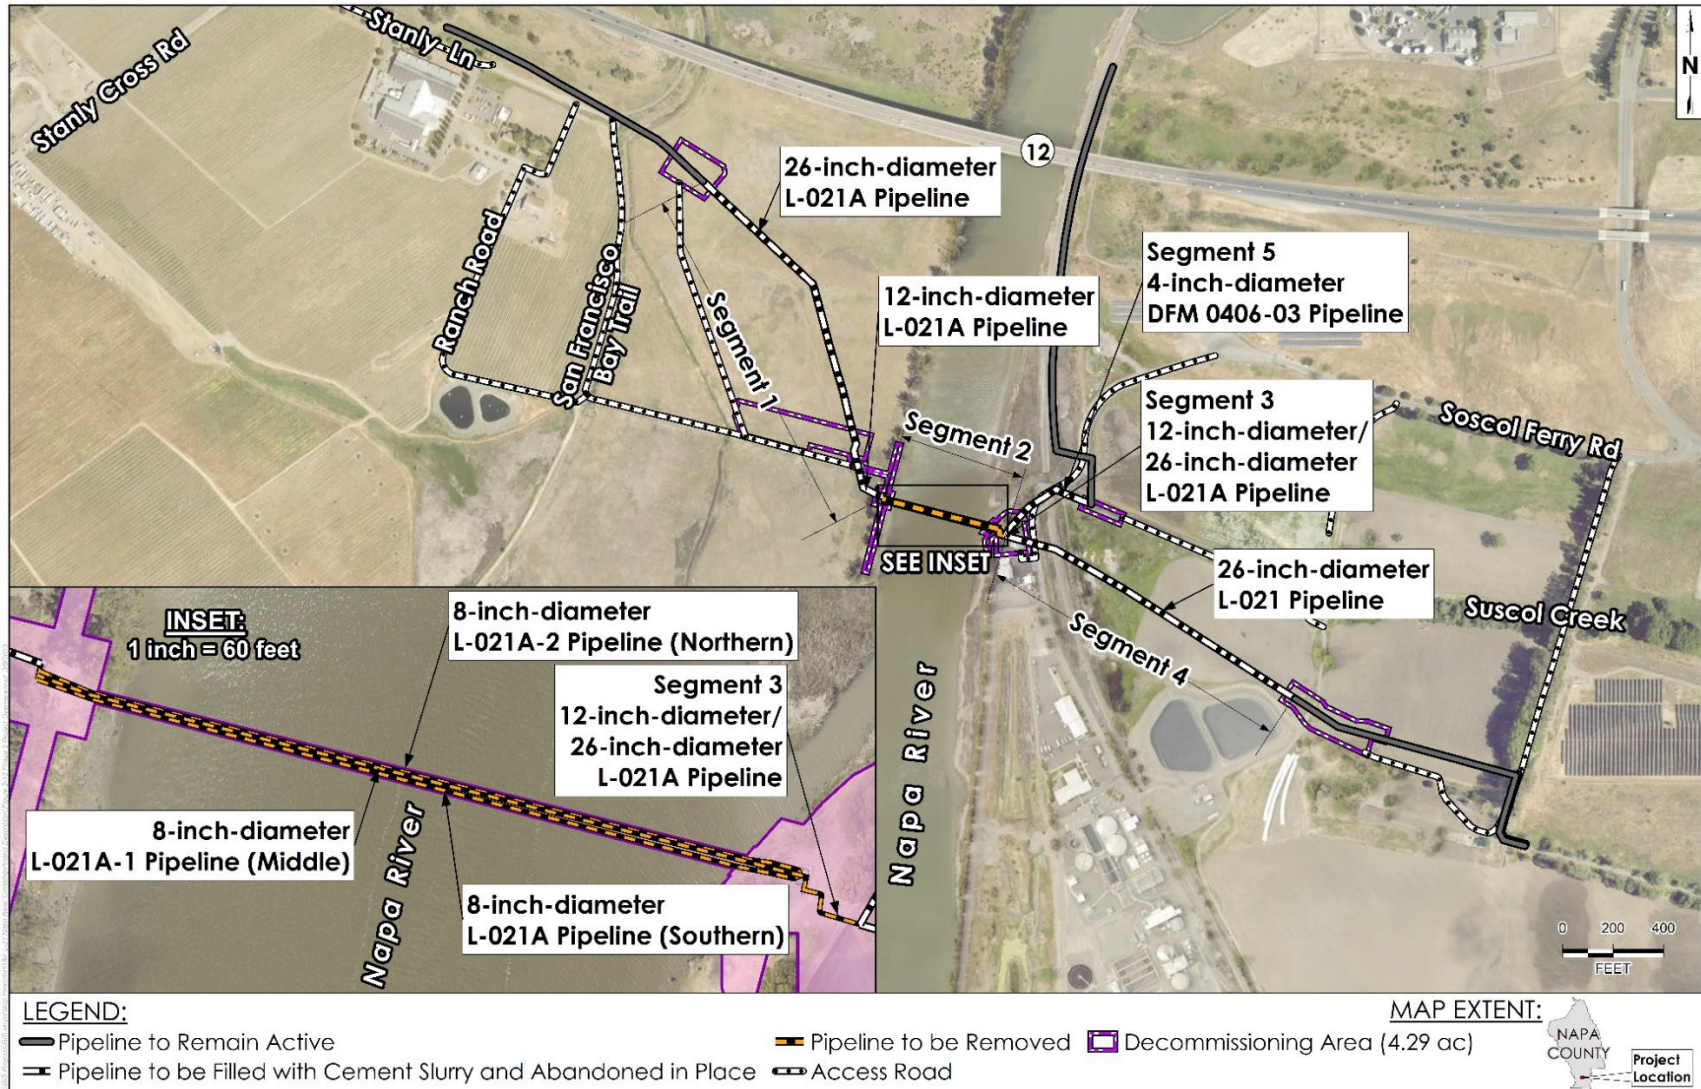 Stanly Cross Rd
Stanly Ln
N
12
26-inch-diameter
L-021A Pipeline
Ranch Road
San Francisco
Bay Trail
Segment 1
12-inch-diameter
L-021A Pipeline
Segment 2
Segment 5
4-inch-diameter
DFM 0406-03 Pipeline
Segment 3
12-inch-diameter/
26-inch-diameter
L-021A Pipeline
Soscol Ferry Rd
SEE INSET
26-inch-diameter
L-021 Pipeline
Suscol Creek
Segment 4
Napa River
INSET:
1 inch = 60 feet
8-inch-diameter
L-021A-2 Pipeline (Northern)
Segment 3
12-inch-diameter/
26-inch-diameter
L-021A Pipeline
8-inch-diameter
L-021A-1 Pipeline (Middle)
Napa River
8-inch-diameter
L-021A Pipeline (Southern)
0 200 400
FEET
LEGEND:
Pipeline to Remain Active
Pipeline to be Filled with Cement Slurry and Abandoned in Place
Pipeline to be Removed
Access Road
Decommissioning Area (4.29 ac)
MAP EXTENT:
NAPA
COUNTY
Project
Location